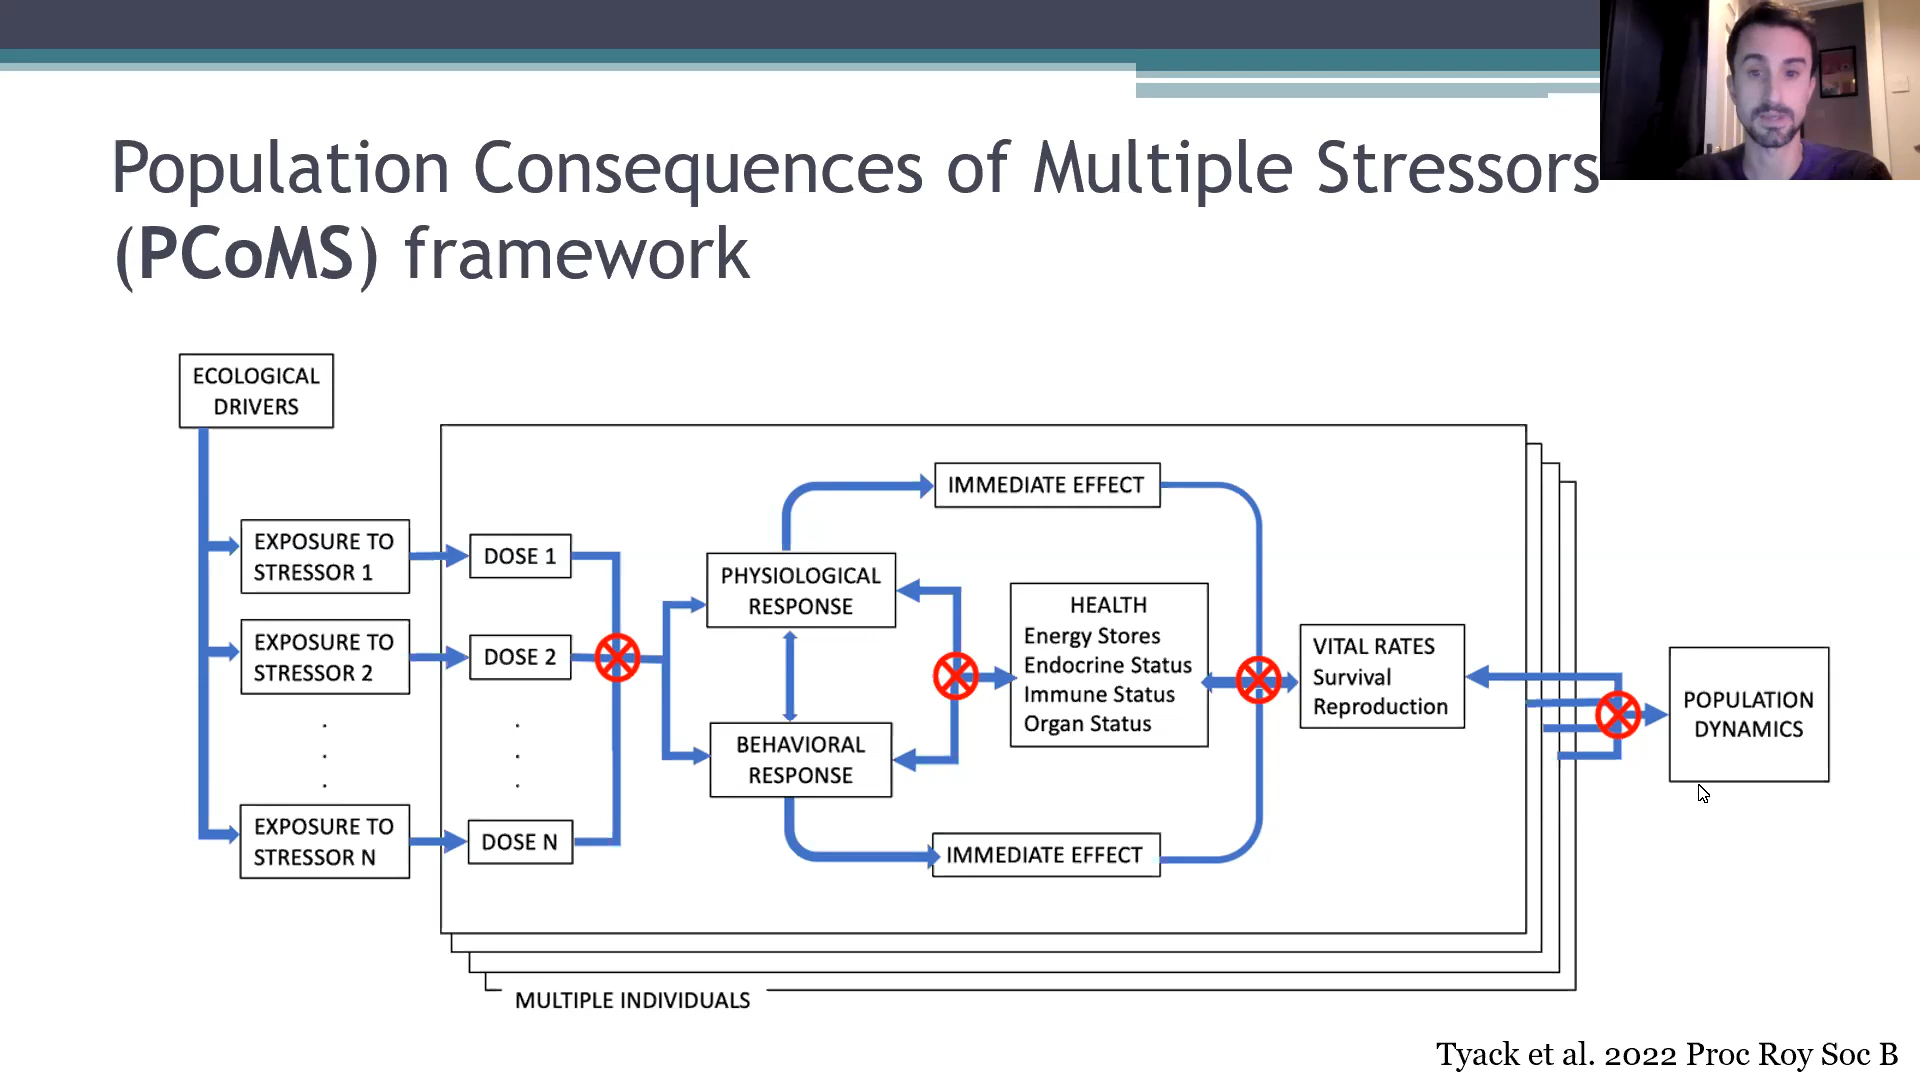 Population Consequences of Multiple Stressors
(PCoMS) framework
ECOLOGICAL
DRIVERS
EXPOSURE TO
STRESSOR 1
EXPOSURE TO
STRESSOR 2
EXPOSURE TO
STRESSOR N
DOSE 1
DOSE 2
DOSE N
PHYSIOLOGICAL
RESPONSE
BEHAVIORAL
RESPONSE
IMMEDIATE EFFECT
IMMEDIATE EFFECT
HEALTH
Energy Stores
Endocrine Status
Immune Status
Organ Status
VITAL RATES
Survival
Reproduction
POPULATION
DYNAMICS
MULTIPLE INDIVIDUALS
Tyack et al. 2022 Proc Roy Soc B